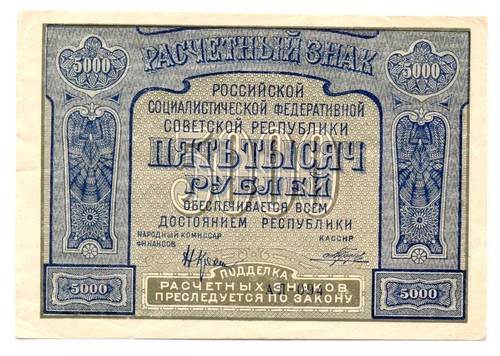 5000 РАСЧЕТНЫЙ ЗНАК 5000
РОССИЙСКОЙ
СОЦИАЛИСТИЧЕСКОЙ ФЕДЕРАТИВНОЙ
СОВЕТСКОЙ РЕСПУБЛИКИ
5000
ПЯТЬ ТЫСЯЧ
РУБЛЕЙ
ОБЕСПЕЧИВАЕТСЯ ВСЕМ
ДОСТОЯНИЕМ РЕСПУБЛИКИ
НАРОДНЫЙ КОМИССАР
ФИНАНСОВ
КАССИР
ПОДДЕЛКА
5000 РАСЧЕТНЫХ ЗНАКОВ 5000
ПРЕСЛЕДУЕТСЯ ПО ЗАКОНУ